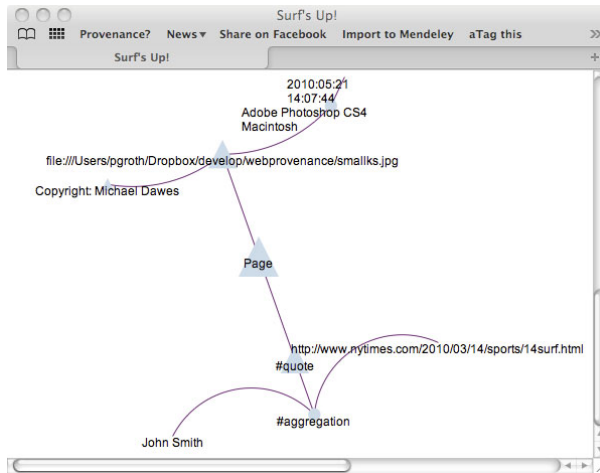 Surf's Up!
Provenance? News▾ Share on Facebook Import to Mendeley aTag this »
Surf's Up! +
2010:05:21
14:07:44
Adobe Photoshop CS4
Macintosh
file:///Users/pgroth/Dropbox/develop/webprovenance/smallks.jpg
Copyright: Michael Dawes
Page
http://www.nytimes.com/2010/03/14/sports/14surf.html
#quote
#aggregation
John Smith